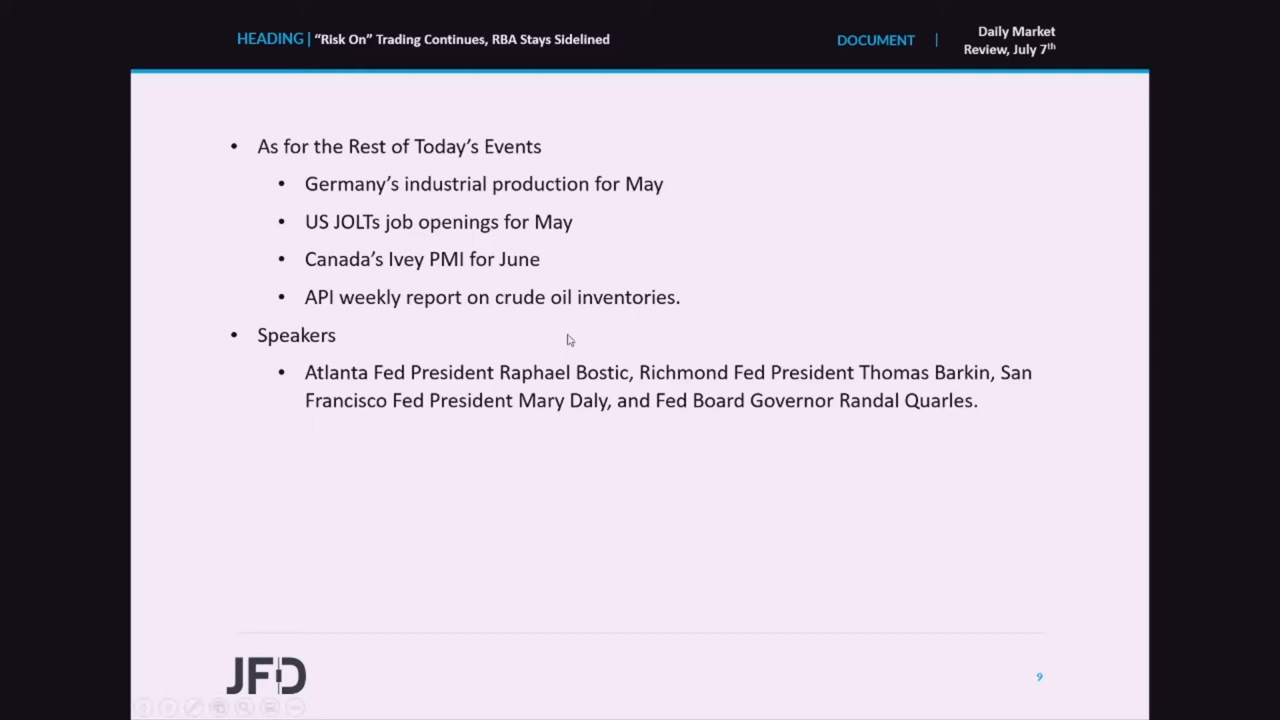 HEADING | “Risk On” Trading Continues, RBA Stays Sidelined
DOCUMENT |
Daily Market
Review, July 7th
• As for the Rest of Today’s Events
• Germany’s industrial production for May
• US JOLTs job openings for May
• Canada’s Ivey PMI for June
• API weekly report on crude oil inventories.
• Speakers
• Atlanta Fed President Raphael Bostic, Richmond Fed President Thomas Barkin, San
Francisco Fed President Mary Daly, and Fed Board Governor Randal Quarles.
JFD
9